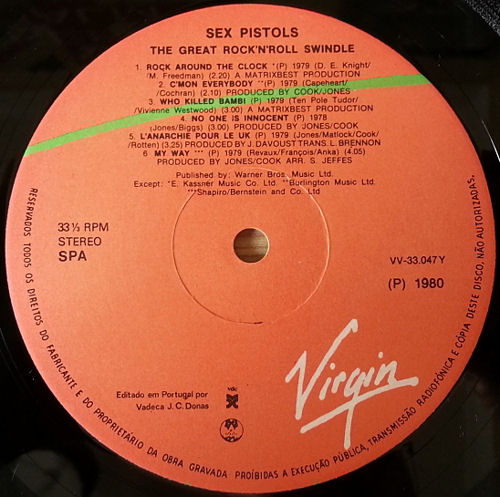 SEX PISTOLS
THE GREAT ROCK'N'ROLL SWINDLE
1. ROCK AROUND THE CLOCK *(P) 1979 (D. E. Knight/
/M. Freedman) (2.10) A MATRIXBEST PRODUCTION
2. C'MON EVERYBODY **(P) 1979 (Capeheart/
/Cochran) (2.10) PRODUCED BY COOK/JONES
3. WHO KILLED BAMBI (P) 1979 (Ten Pole Tudor/
/Vivienne Westwood) (3.00) A MATRIXBEST PRODUCTION
4. NO ONE IS INNOCENT (P) 1978
(Jones/Biggs) (3.00) PRODUCED BY JONES/COOK
5. L'ANARCHIE POUR LE UK (P) 1979 (Jones/Matlock/Cook/
/Rotten) (3.25) PRODUCED BY J. DAVOUST TRANS. L. BRENNON
6 MY WAY *** (P) 1979 (Revaux/François/Anka) (4.05)
PRODUCED BY JONES/COOK ARR. S. JEFFES
Published by: Warner Bros. Music Ltd.
Except: *E. Kassner Music Co. Ltd. **Burlington Music Ltd.
***Shapiro/Bernstein and Co. Ltd
33⅓ RPM
STEREO
SPA
VV-33.047 Y
(P) 1980
Virgin
Editado em Portugal por
Vadeca J. C. Donas
vdc
RESERVADOS TODOS OS DIREITOS DO FABRICANTE E DO PROPRIETÁRIO DA OBRA GRAVADA PROÍBIDAS A EXECUÇÃO PÚBLICA, TRANSMISSÃO RADIOFÓNICA E CÓPIA DESTE DISCO, NÃO AUTORIZADAS.